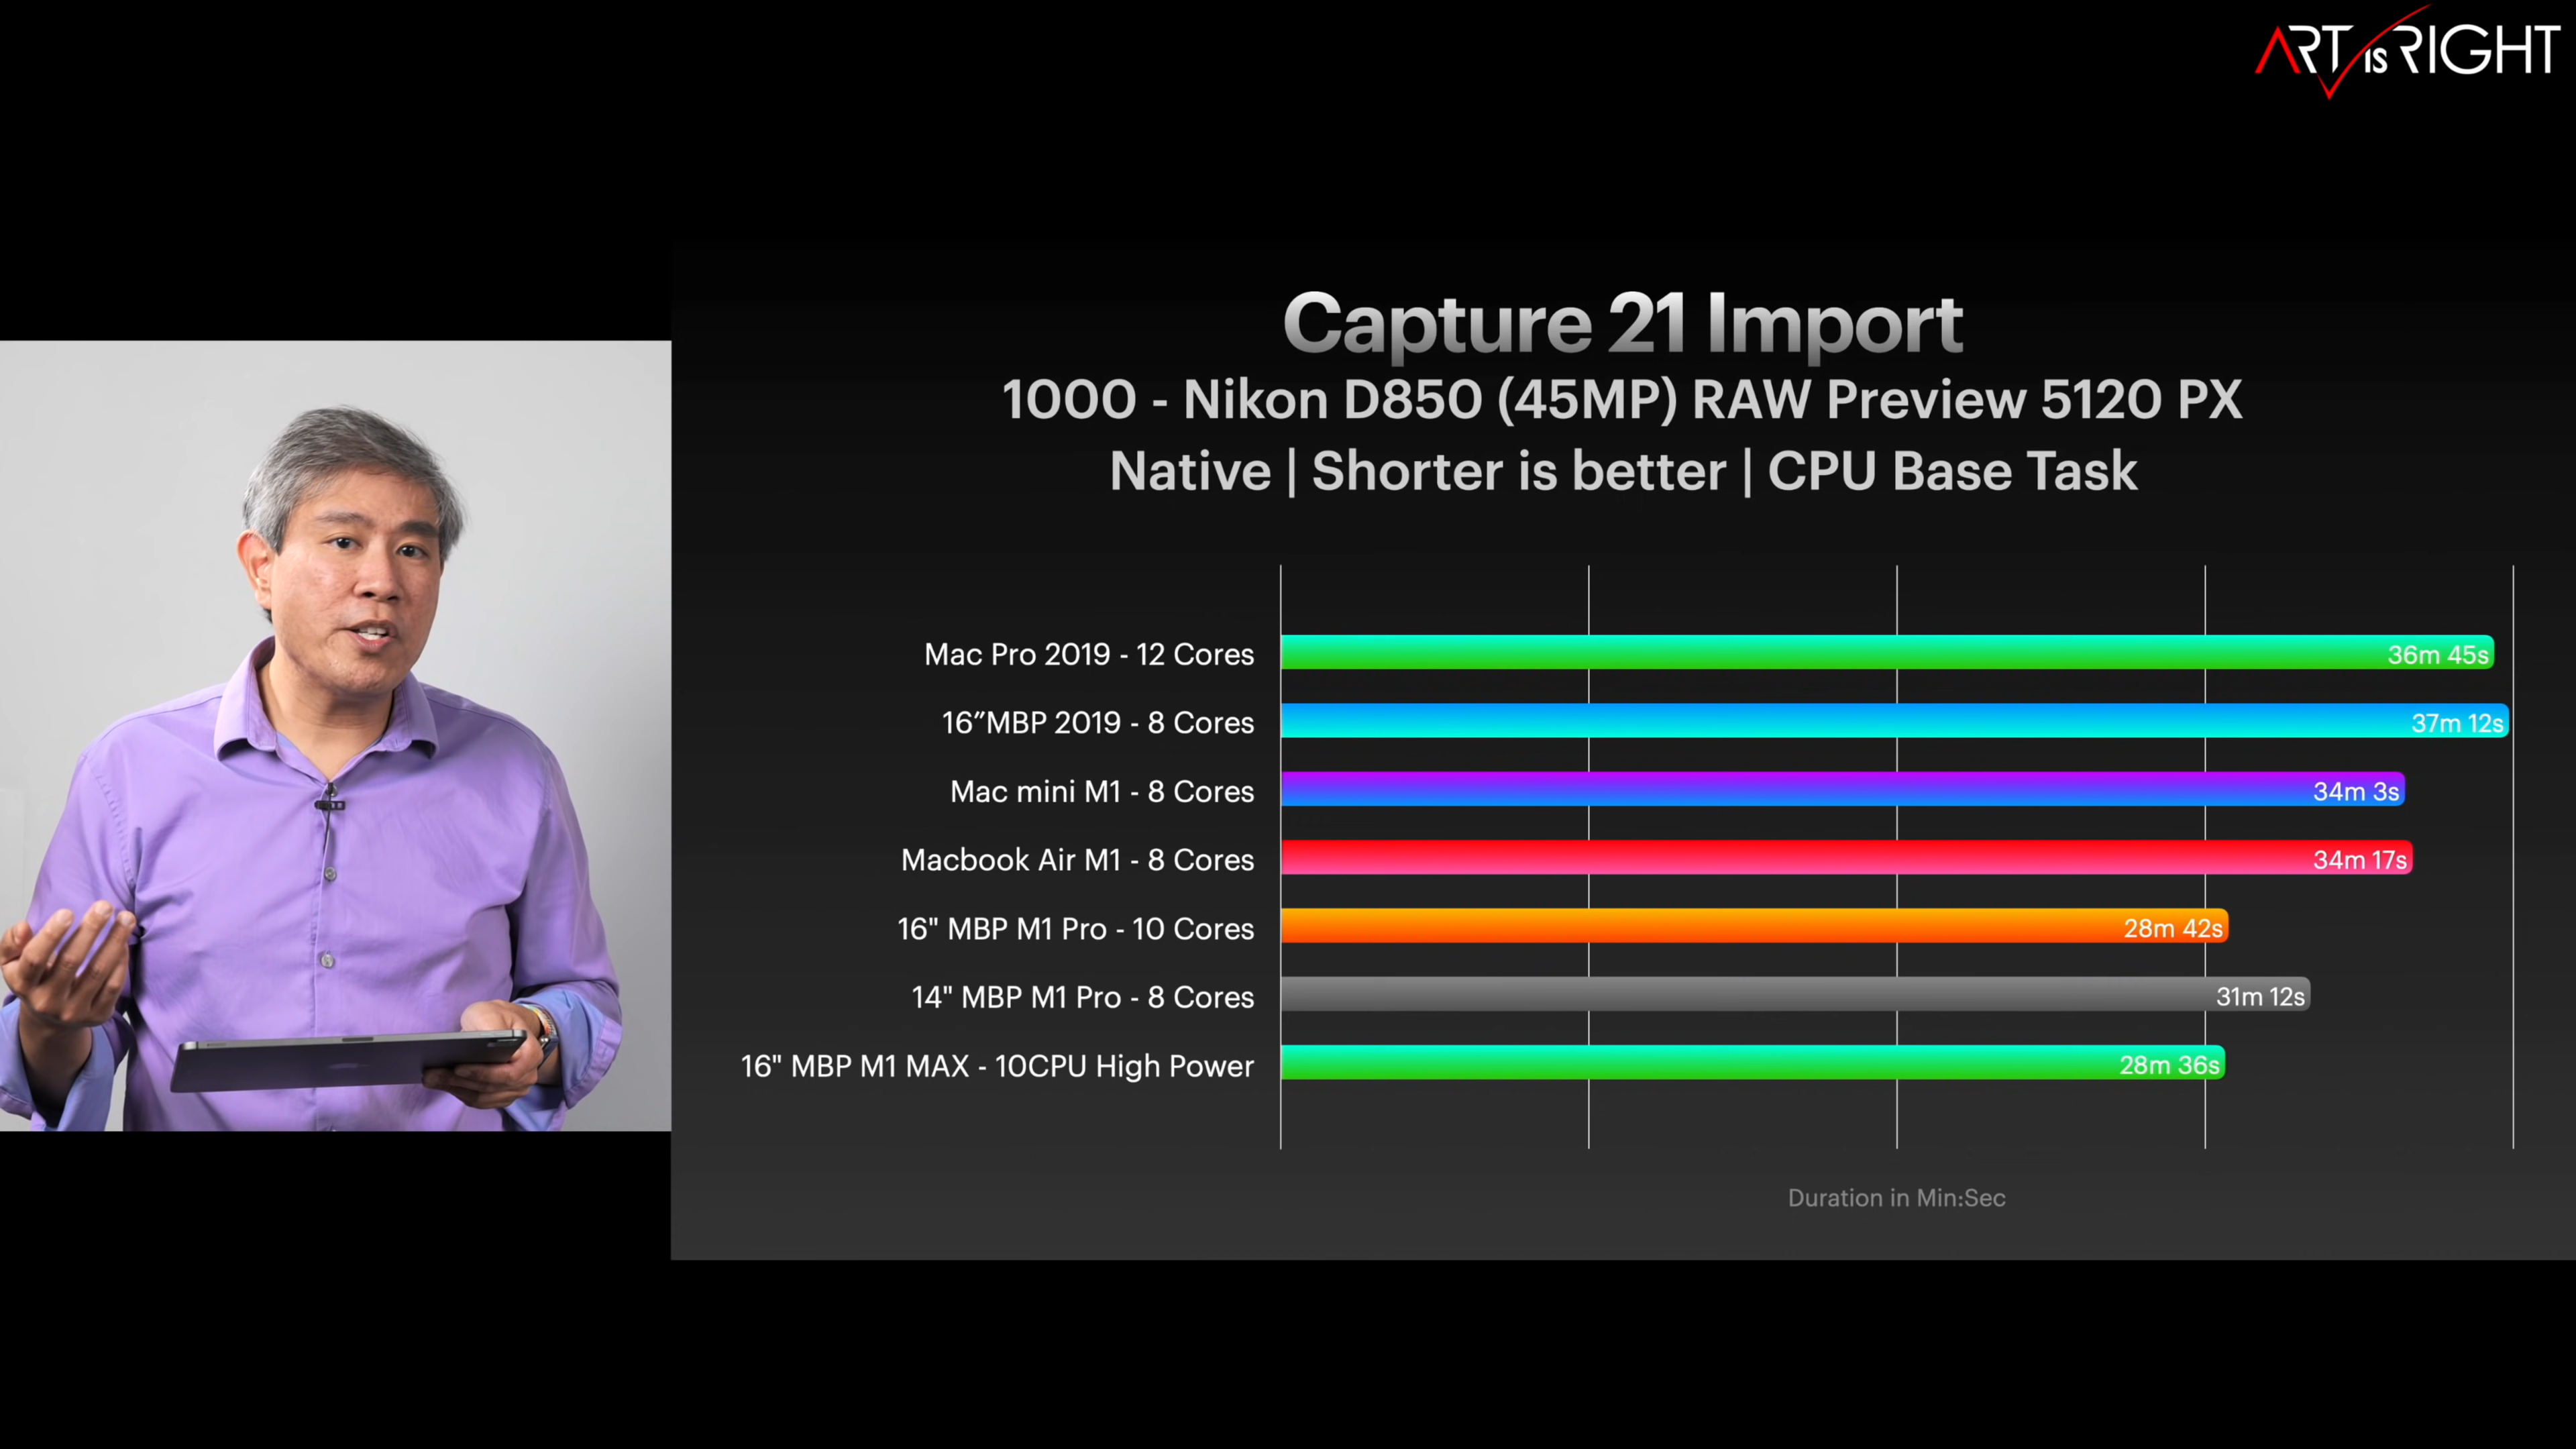 ART IS RIGHT
Capture 21 Import
1000 - Nikon D850 (45MP) RAW Preview 5120 PX
Native | Shorter is better | CPU Base Task
Mac Pro 2019 - 12 Cores 36m 45s
16”MBP 2019 - 8 Cores 37m 12s
Mac mini M1 - 8 Cores 34m 3s
Macbook Air M1 - 8 Cores 34m 17s
16" MBP M1 Pro - 10 Cores 28m 42s
14" MBP M1 Pro - 8 Cores 31m 12s
16" MBP M1 MAX - 10CPU High Power 28m 36s
Duration in Min:Sec